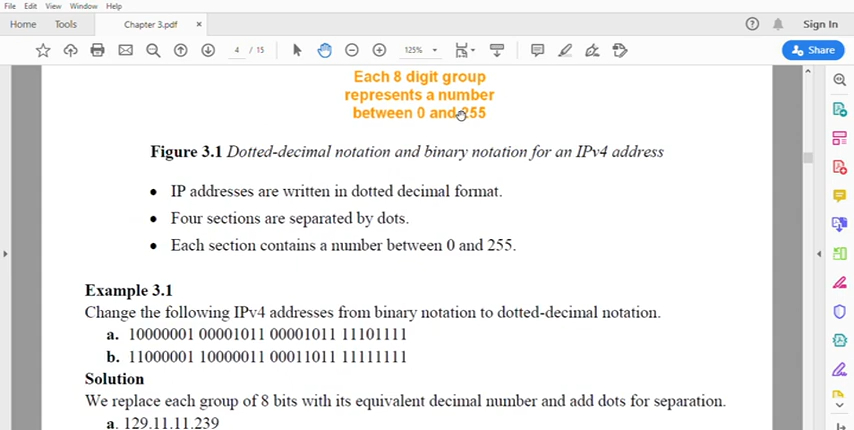 File Edit View Window Help
Home Tools Chapter 3.pdf × Sign In
4 / 15 125% Share
Each 8 digit group
represents a number
between 0 and 255
Figure 3.1 Dotted-decimal notation and binary notation for an IPv4 address
• IP addresses are written in dotted decimal format.
• Four sections are separated by dots.
• Each section contains a number between 0 and 255.
Example 3.1
Change the following IPv4 addresses from binary notation to dotted-decimal notation.
a. 10000001 00001011 00001011 11101111
b. 11000001 10000011 00011011 11111111
Solution
We replace each group of 8 bits with its equivalent decimal number and add dots for separation.
a. 129.11.11.239